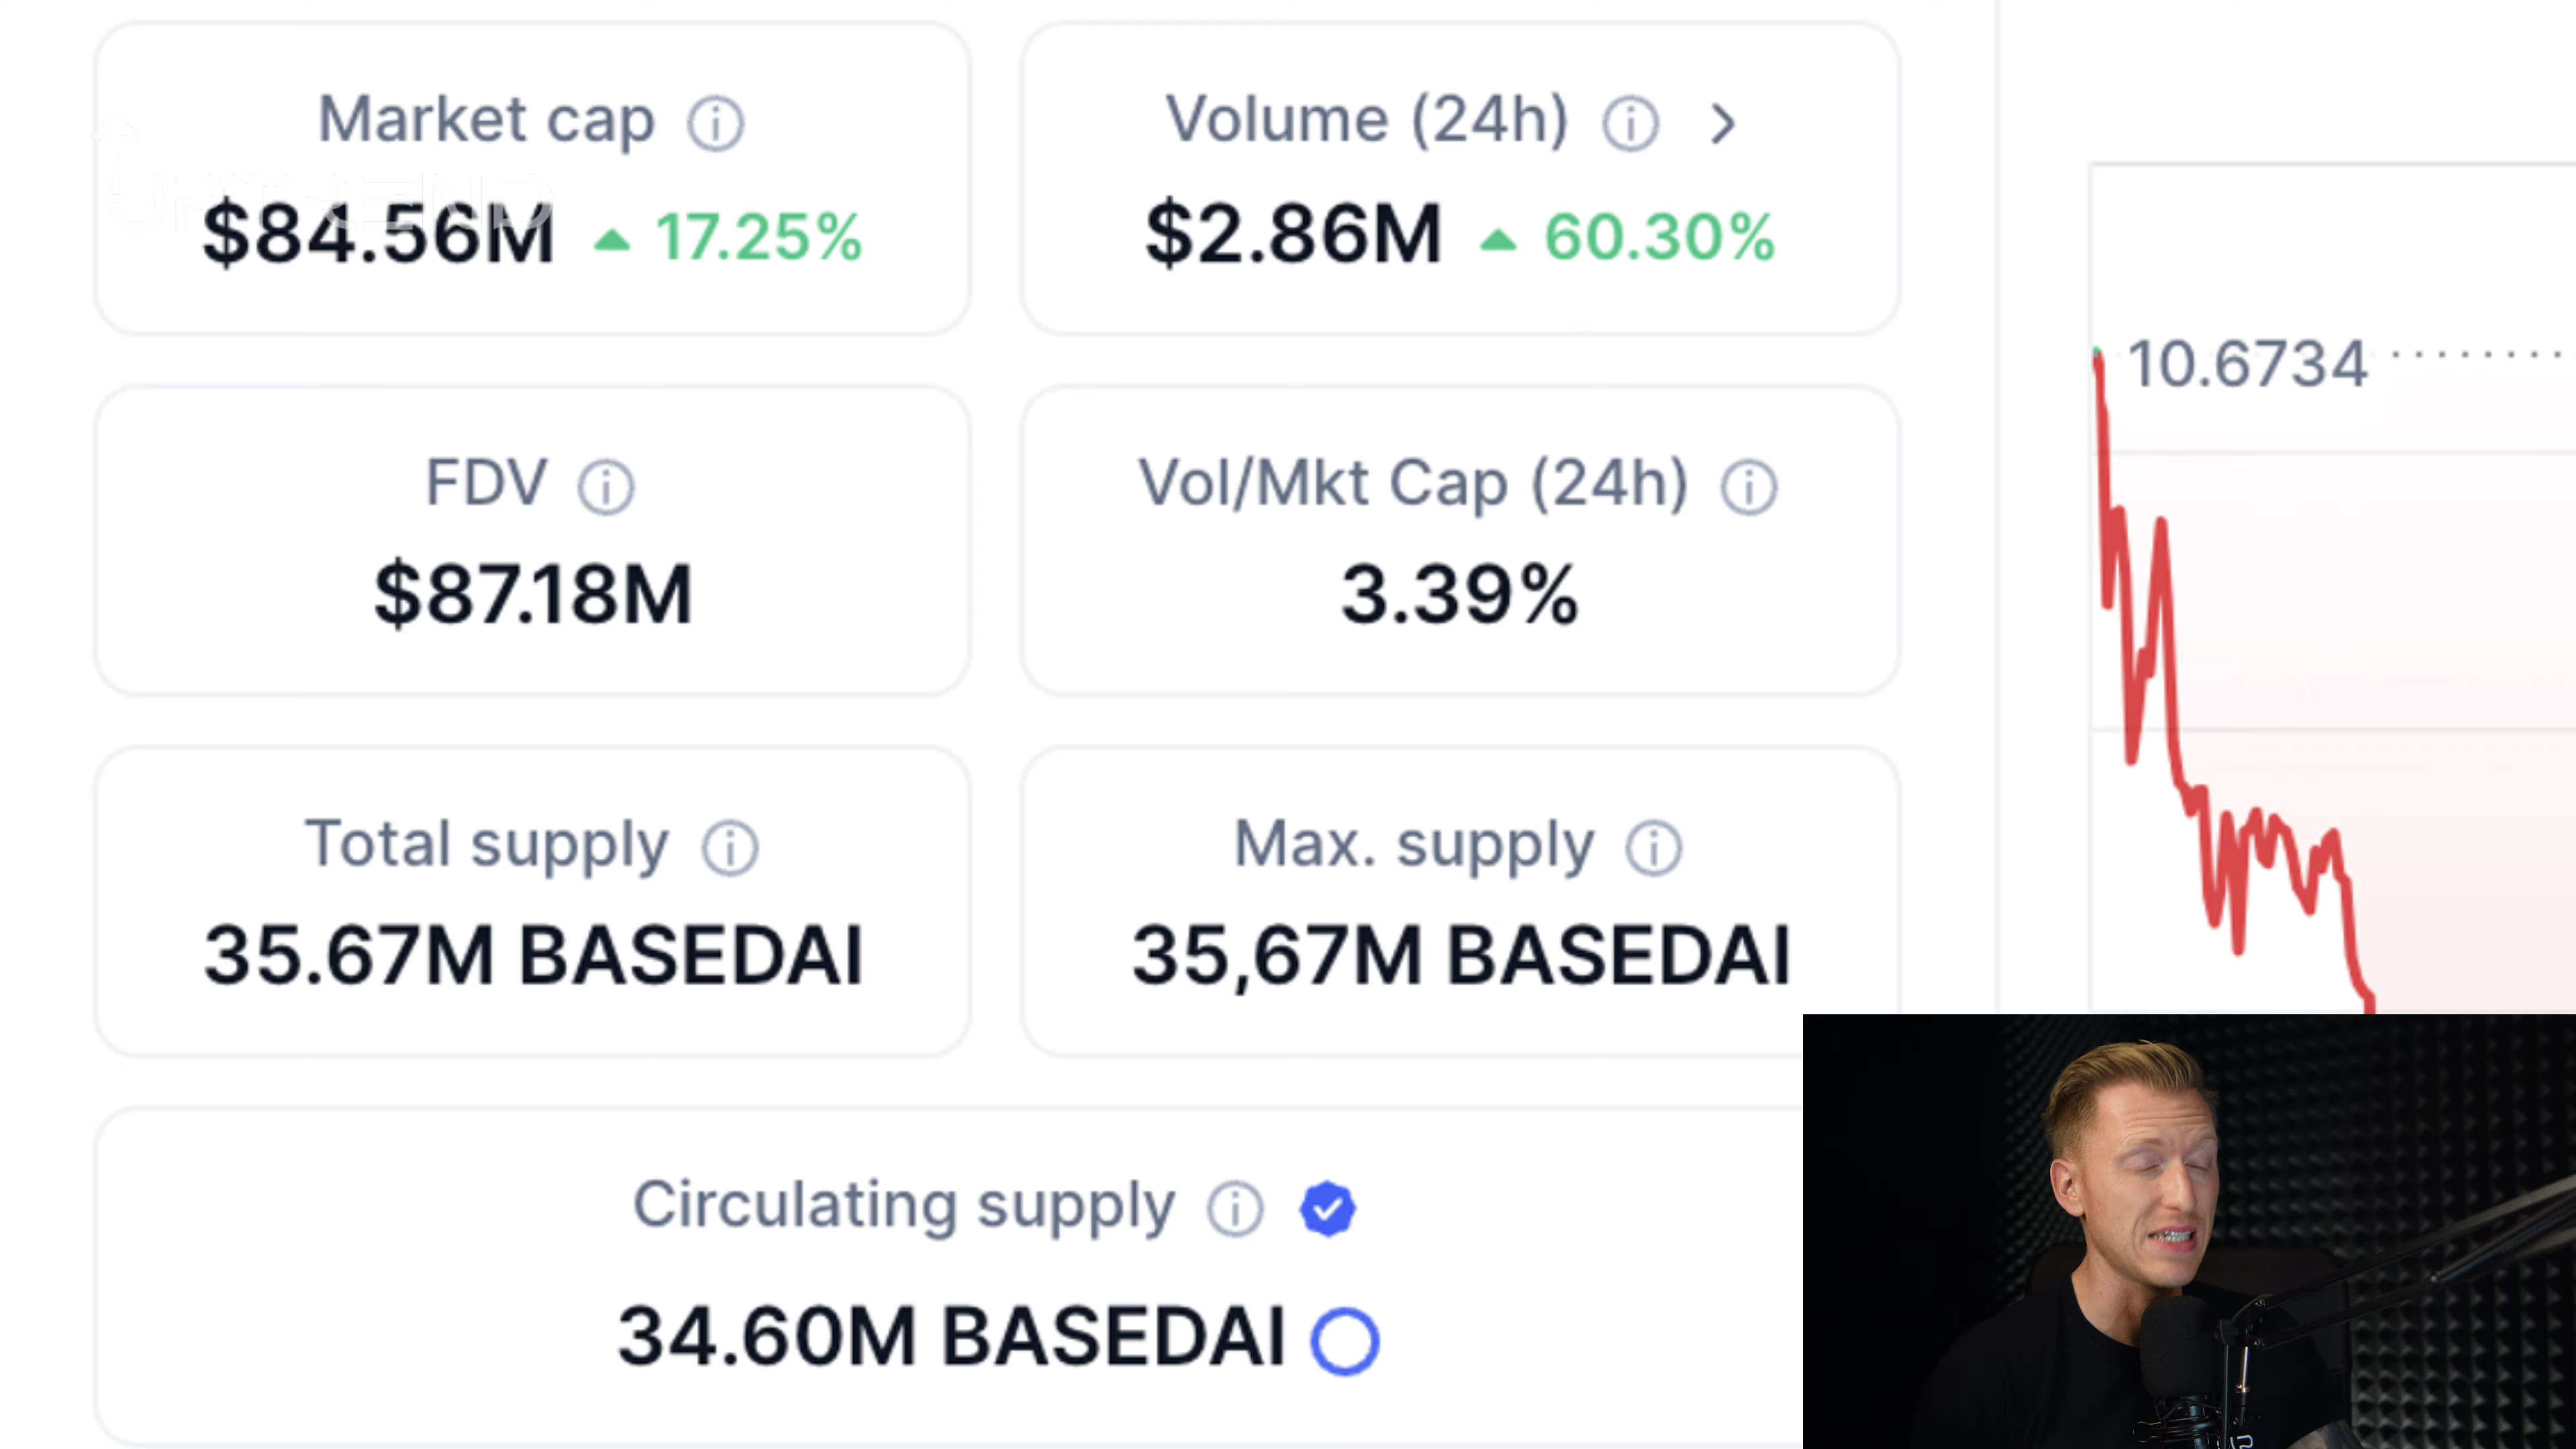 Market cap
UPTREND
$84.56M 17.25%
Volume (24h)
$2.86M 60.30%
FDV
$87.18M
Vol/Mkt Cap (24h)
3.39%
Total supply
35.67M BASEDAI
Max. supply
35,67M BASEDAI
Circulating supply
34.60M BASEDAI
10.6734